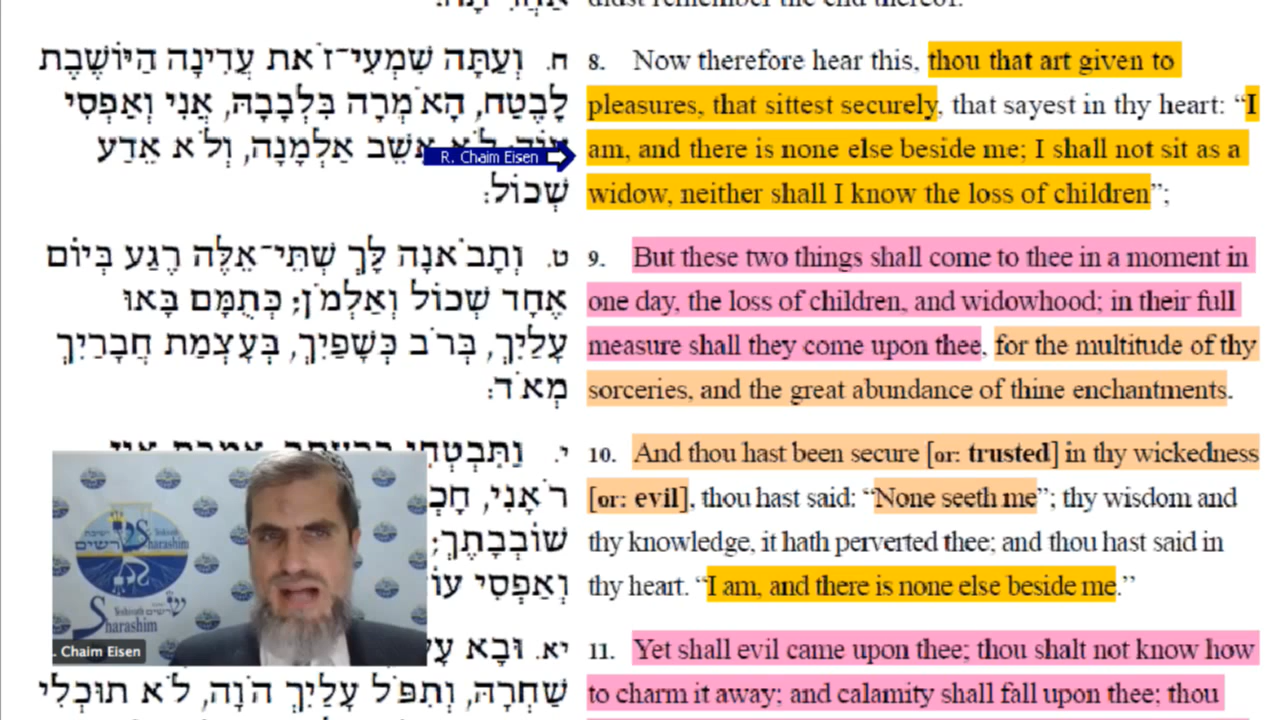 didst remember the end thereof.
ח. וְעַתָּה שִׁמְעִי־זֹאת עֲדִינָה הַיּוֹשֶׁבֶת
לָבֶטַח, הָאֹמְרָה בִּלְבָבָהּ, אֲנִי וְאַפְסִי
אֵשֵׁב אַלְמָנָה, וְלֹא אֵדַע
שְׁכוֹל:
8. Now therefore hear this, thou that art given to
pleasures, that sittest securely, that sayest in thy heart: “I
am, and there is none else beside me; I shall not sit as a
widow, neither shall I know the loss of children”;
R. Chaim Eisen
ט. וְתָבֹאנָה לָּךְ שְׁתֵּי־אֵלֶּה רֶגַע בְּיוֹם
אֶחָד שְׁכוֹל וְאַלְמֹן; כְּתֻמָּם בָּאוּ
עָלַיִךְ, בְּרֹב כְּשָׁפַיִךְ, בְּעָצְמַת חֲבָרַיִךְ
מְאֹד:
9. But these two things shall come to thee in a moment in
one day, the loss of children, and widowhood; in their full
measure shall they come upon thee, for the multitude of thy
sorceries, and the great abundance of thine enchantments.
י. וַתִּבְטְחִי
רֹאָנִי,
שׁוֹבְבָתֶךְ;
וְאַפְסִי
10. And thou hast been secure [or: trusted] in thy wickedness
[or: evil], thou hast said: “None seeth me”; thy wisdom and
thy knowledge, it hath perverted thee; and thou hast said in
thy heart. “I am, and there is none else beside me.”
יא. וּבָא
שַׁחְרָהּ, וְתִפֹּל עָלַיִךְ הֹוָה, לֹא תוּכְלִי
11. Yet shall evil came upon thee; thou shalt not know how
to charm it away; and calamity shall fall upon thee; thou
Sharashim
Yeshivath
Sharashim
. Chaim Eisen